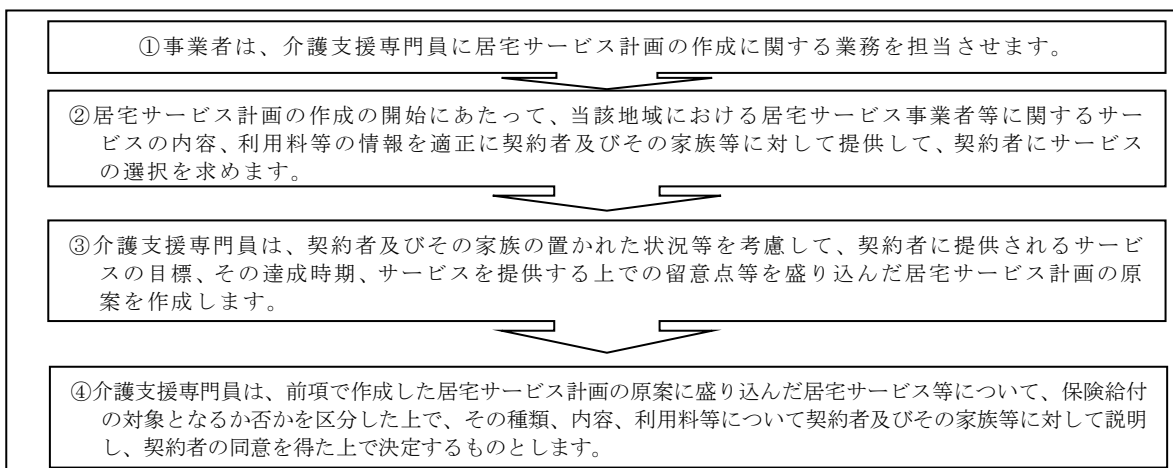 ①事業者は、介護支援専門員に居宅サービス計画の作成に関する業務を担当させます。
②居宅サービス計画の作成の開始にあたって、当該地域における居宅サービス事業者等に関するサー
ビスの内容、利用料等の情報を適正に契約者及びその家族等に対して提供して、契約者にサービス
の選択を求めます。
③介護支援専門員は、契約者及びその家族の置かれた状況等を考慮して、契約者に提供されるサービ
スの目標、その達成時期、サービスを提供する上での留意点等を盛り込んだ居宅サービス計画の原
案を作成します。
④介護支援専門員は、前項で作成した居宅サービス計画の原案に盛り込んだ居宅サービス等について、保険給付
の対象となるか否かを区分した上で、その種類、内容、利用料等について契約者及びその家族等に対して説明
し、契約者の同意を得た上で決定するものとします。